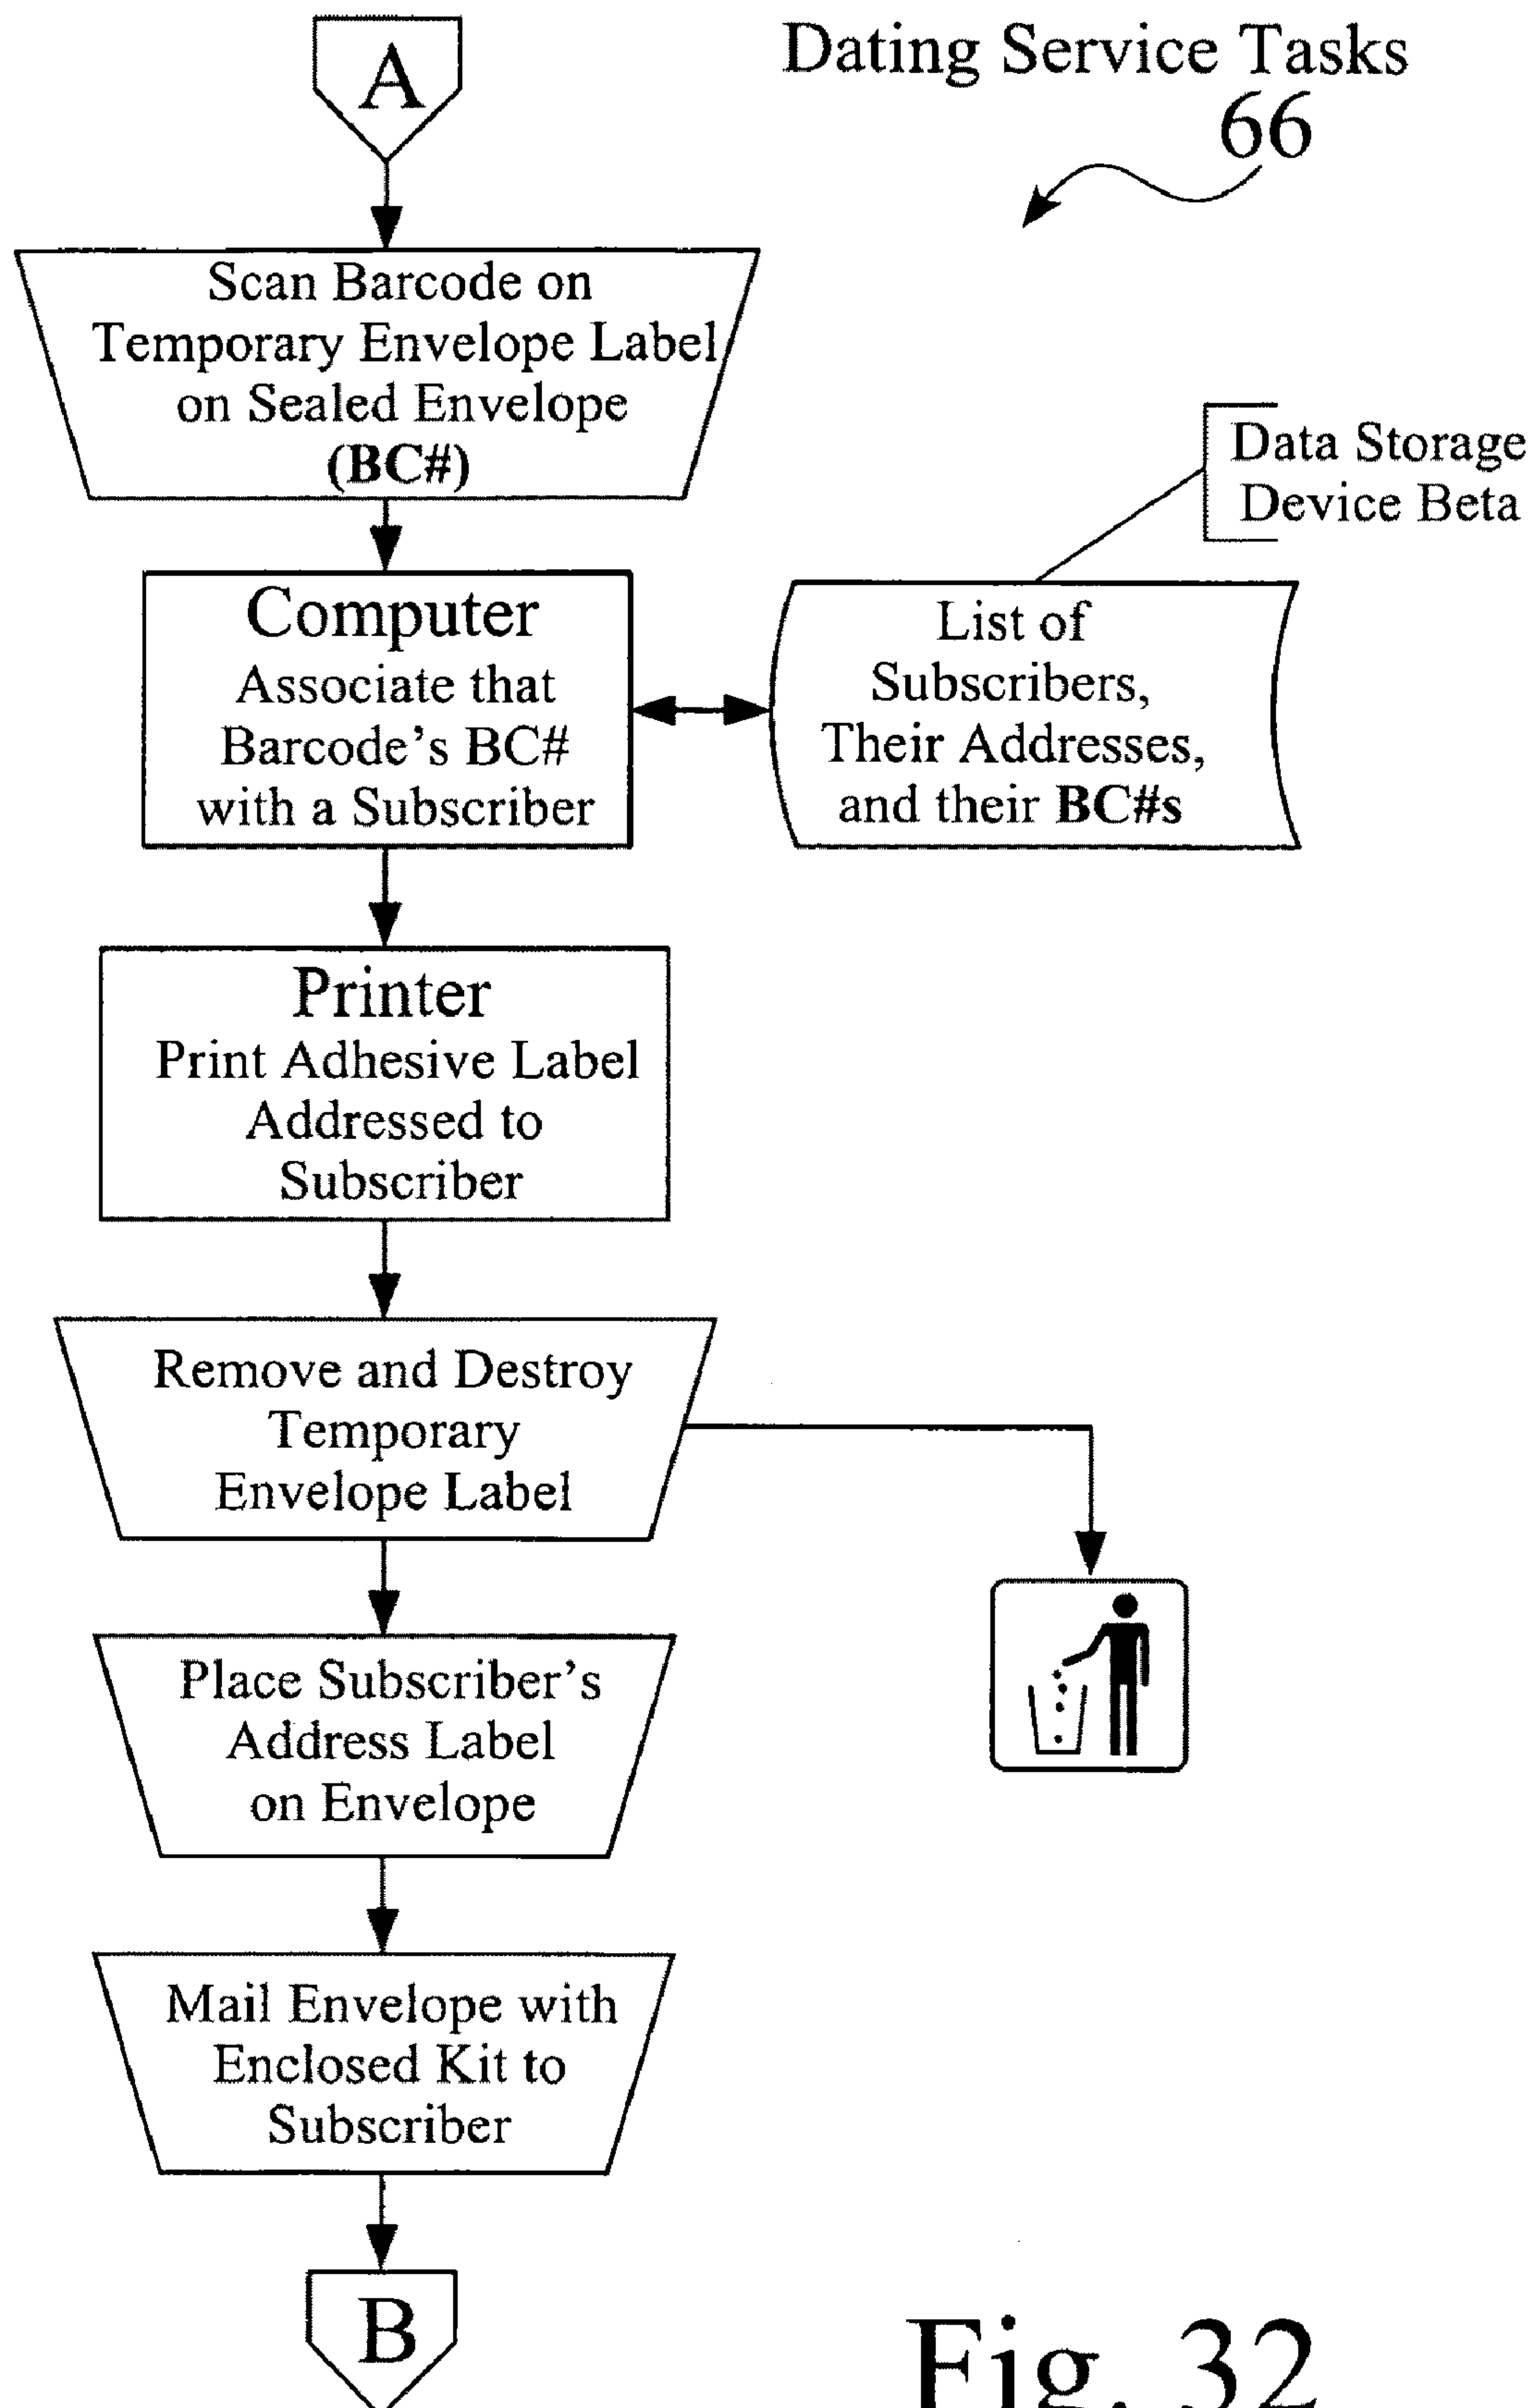 A
Dating Service Tasks
66
Scan Barcode on
Temporary Envelope Label
on Sealed Envelope
(BC#)
Data Storage
Device Beta
Computer
Associate that
Barcode's BC#
with a Subscriber
List of
Subscribers,
Their Addresses,
and their BC#s
Printer
Print Adhesive Label
Addressed to
Subscriber
Remove and Destroy
Temporary
Envelope Label
Place Subscriber's
Address Label
on Envelope
Mail Envelope with
Enclosed Kit to
Subscriber
B
Fig. 32